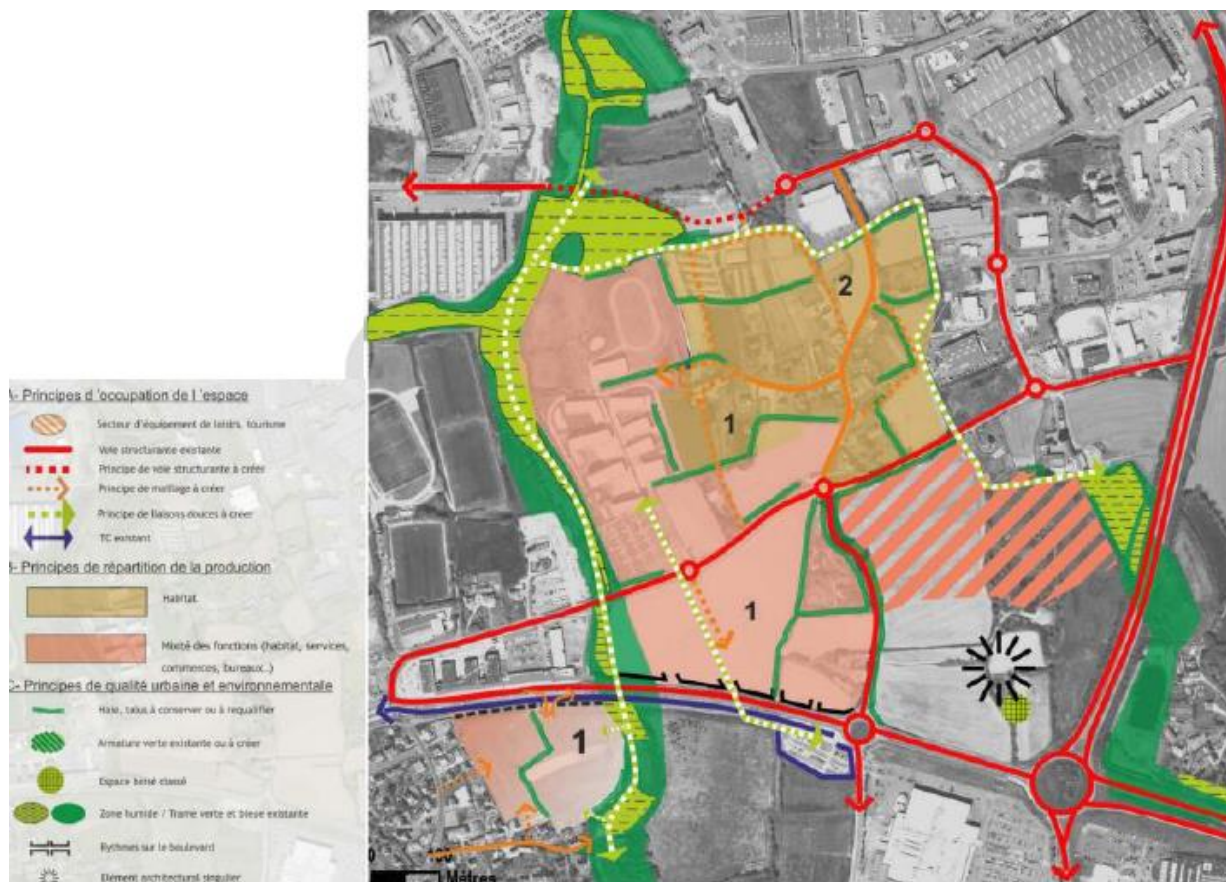 A- Principes d'occupation de l'espace
Secteur d'équipement de loisirs, tourisme
Voie structurante existante
Principe de voie structurante à créer
Principe de maillage à créer
Principe de liaisons douces à créer
TC existant
B- Principes de répartition de la production
Habitat
Mixité des fonctions (habitat, services,
commerces, bureaux..)
C- Principes de qualité urbaine et environnementale
Haie, talus à conserver ou à requalifier
Armature verte existante ou à créer
Espace boisé classé
Zone humide / Trame verte et bleue existante
Rythmes sur le boulevard
Elément architectural singulier
2
1
1
1
0
Mètres